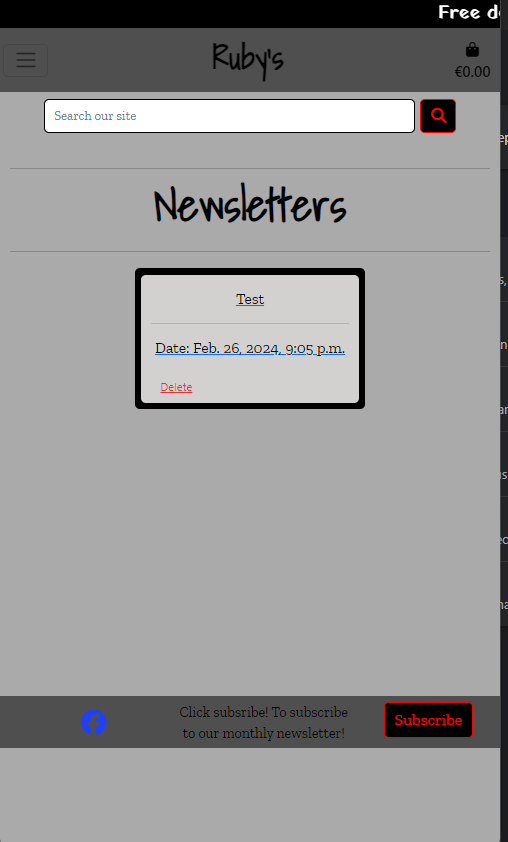 Free
Ruby's
€0.00
Search our site
Newsletters
Test
Date: Feb. 26, 2024, 9:05 p.m.
Delete
Click subsribe! To subscribe
to our monthly newsletter!
Subscribe